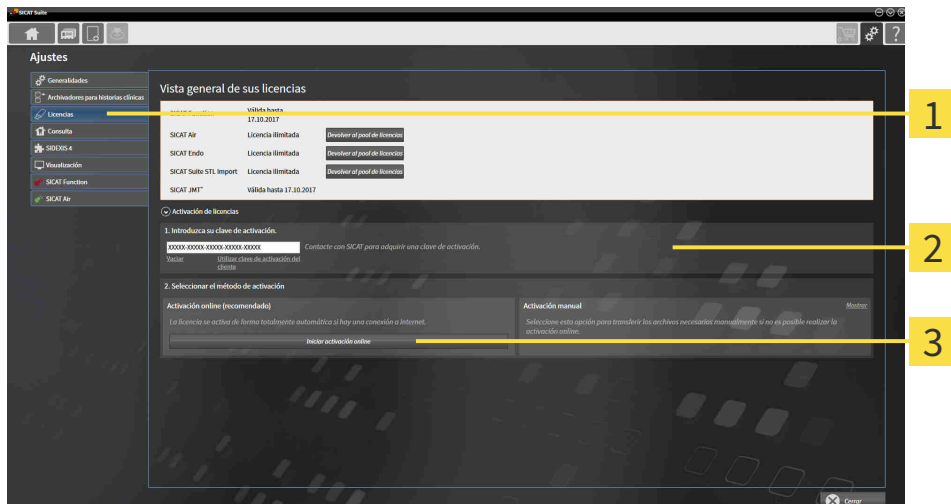 SICAT Suite
Ajustes
Generalidades
Archivadores para historias clínicas
Licencias
Consulta
SIDEXIS 4
Visualización
SICAT Function
SICAT Air
Vista general de sus licencias
SICAT Function Válida hasta
17.10.2017
SICAT Air Licencia ilimitada Devolver al pool de licencias
SICAT Endo Licencia ilimitada Devolver al pool de licencias
SICAT Suite STL Import Licencia ilimitada Devolver al pool de licencias
SICAT JMT+ Válida hasta 17.10.2017
Activación de licencias
1. Introduzca su clave de activación.
XXXXX-XXXXX-XXXXX-XXXXX-XXXXX Contacte con SICAT para adquirir una clave de activación.
Vaciar Utilizar clave de activación del
cliente
2. Seleccionar el método de activación
Activación online (recomendado)
La licencia se activa de forma totalmente automática si hay una conexión a Internet.
Iniciar activación online
Activación manual Mostrar
Seleccione esta opción para transferir los archivos necesarios manualmente si no es posible realizar la
activación online.
Cerrar
?
1
2
3